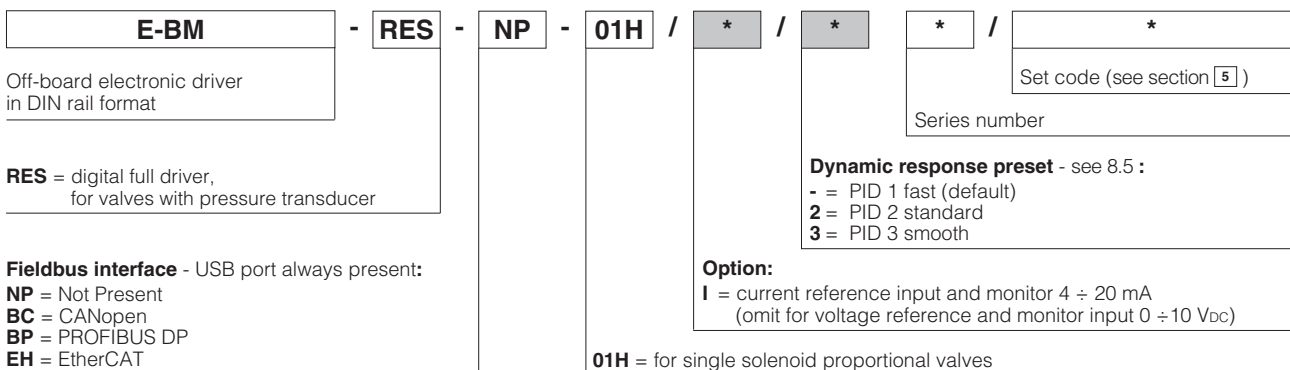 E-BM - RES - NP - 01H / * / * * / *
Off-board electronic driver
in DIN rail format
Set code (see section 5 )
Series number
RES = digital full driver,
for valves with pressure transducer
Dynamic response preset - see 8.5 :
- = PID 1 fast (default)
2 = PID 2 standard
3 = PID 3 smooth
Fieldbus interface - USB port always present:
NP = Not Present
BC = CANopen
BP = PROFIBUS DP
EH = EtherCAT
Option:
I = current reference input and monitor 4 ÷ 20 mA
(omit for voltage reference and monitor input 0 ÷10 VDC)
01H = for single solenoid proportional valves